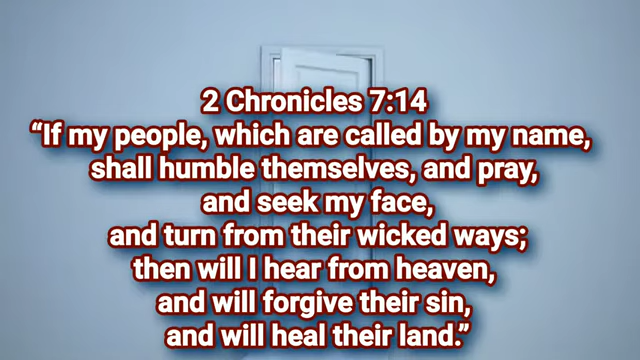 2 Chronicles 7:14
“If my people, which are called by my name,
shall humble themselves, and pray,
and seek my face,
and turn from their wicked ways;
then will I hear from heaven,
and will forgive their sin,
and will heal their land.”